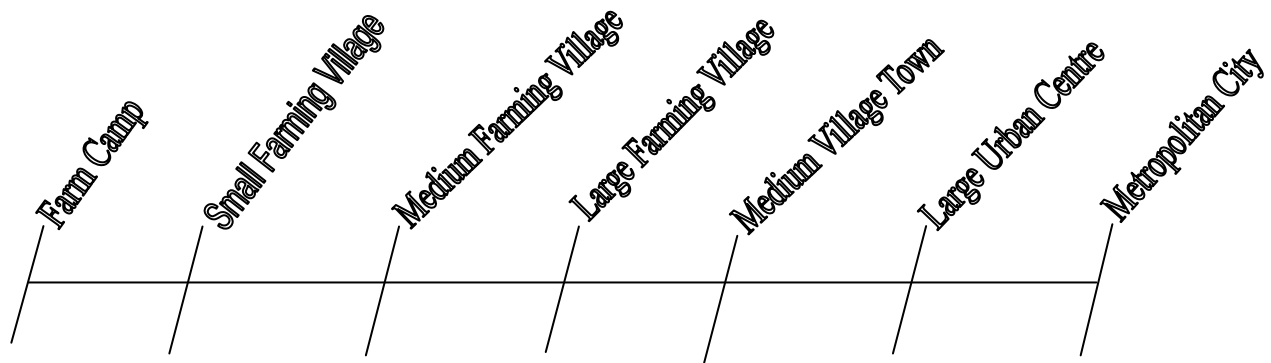 Farm Camp
Small Farming Village
Medium Farming Village
Large Farming Village
Medium Village Town
Large Urban Centre
Metropolitan City